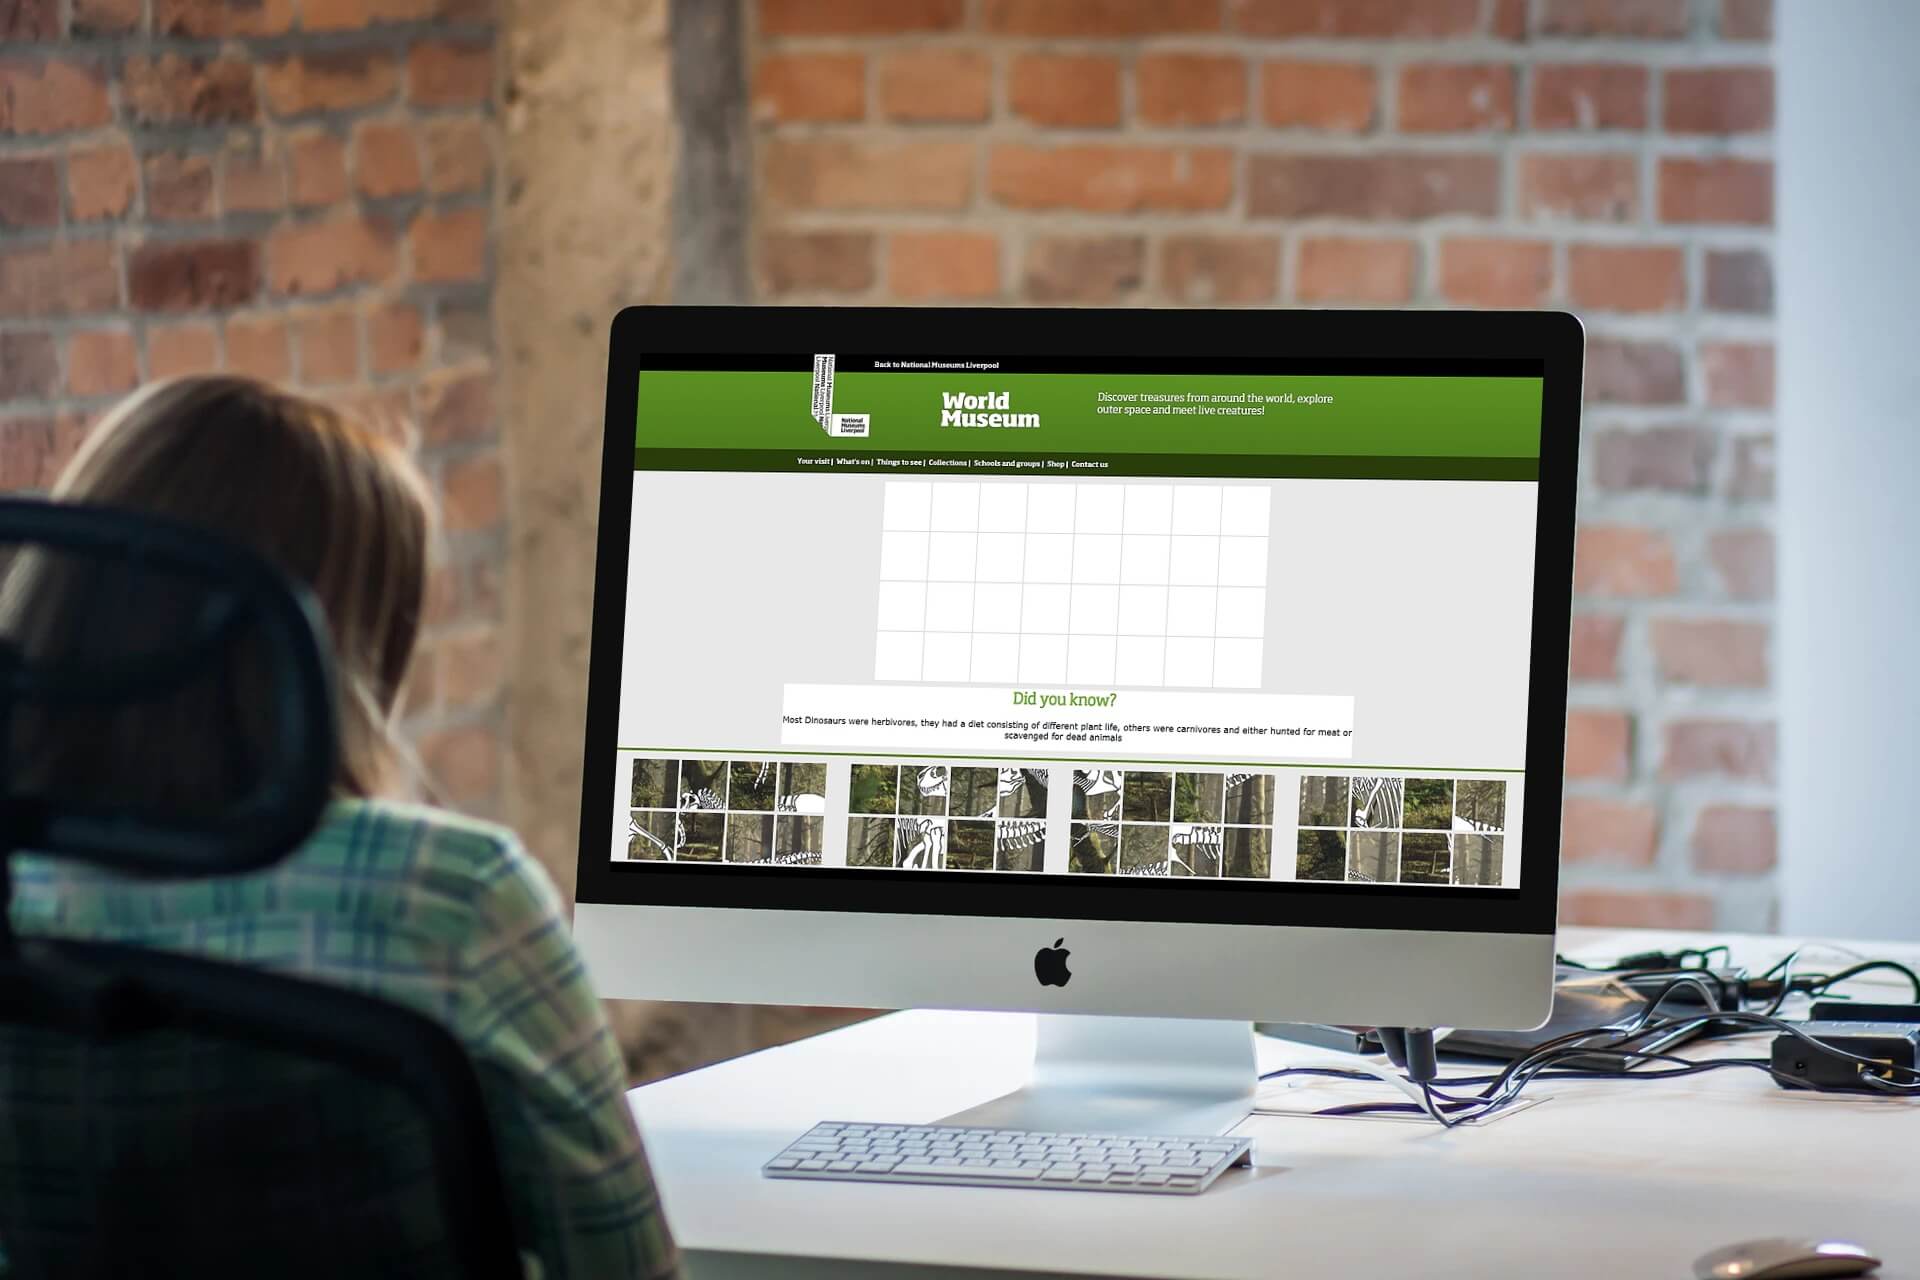 Back to National Museums Liverpool
National
Museums
Liverpool
World
Museum
Discover treasures from around the world, explore
outer space and meet live creatures!
Your visit | What's on | Things to see | Collections | Schools and groups | Shop | Contact us
Did you know?
Most Dinosaurs were herbivores, they had a diet consisting of different plant life, others were carnivores and either hunted for meat or
scavenged for dead animals